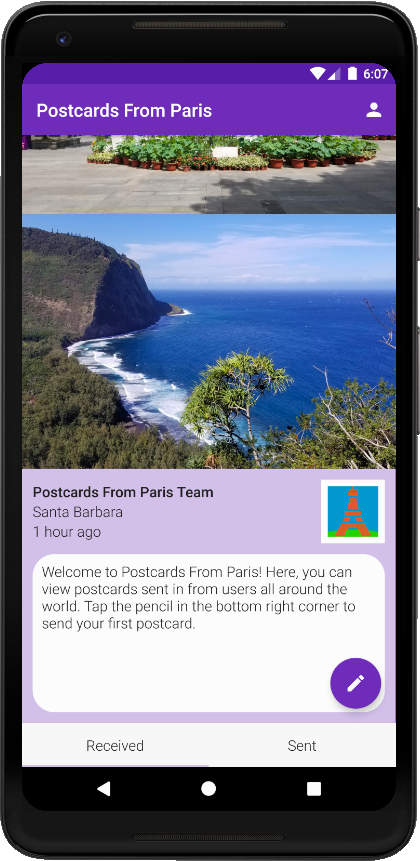 6:07
Postcards From Paris
Postcards From Paris Team
Santa Barbara
1 hour ago
Welcome to Postcards From Paris! Here, you can
view postcards sent in from users all around the
world. Tap the pencil in the bottom right corner to
send your first postcard.
Received Sent